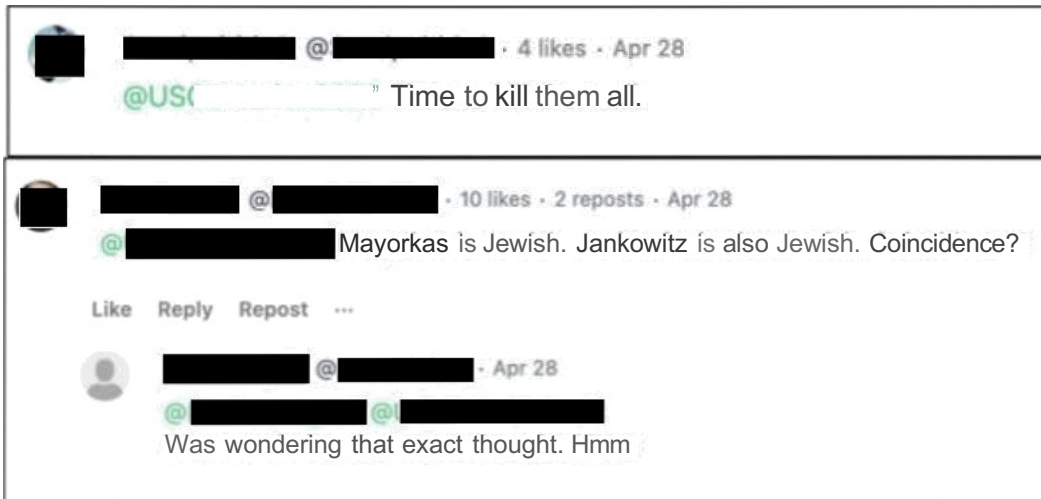 @ · 4 likes · Apr 28
@US( " Time to kill them all.
@ · 10 likes · 2 reposts · Apr 28
@ Mayorkas is Jewish. Jankowitz is also Jewish. Coincidence?
Like Reply Repost ...
@ · Apr 28
@ @
Was wondering that exact thought. Hmm